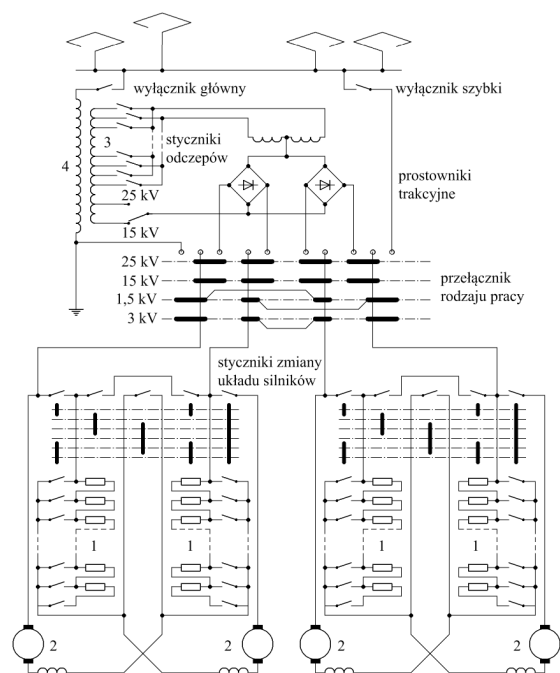 wyłącznik główny
wyłącznik szybki
3
styczniki
odczepów
4
25 kV
15 kV
prostowniki
trakcyjne
25 kV
15 kV
1,5 kV
3 kV
przełącznik
rodzaju pracy
styczniki zmiany
układu silników
1
1
1
1
2
2
2
2